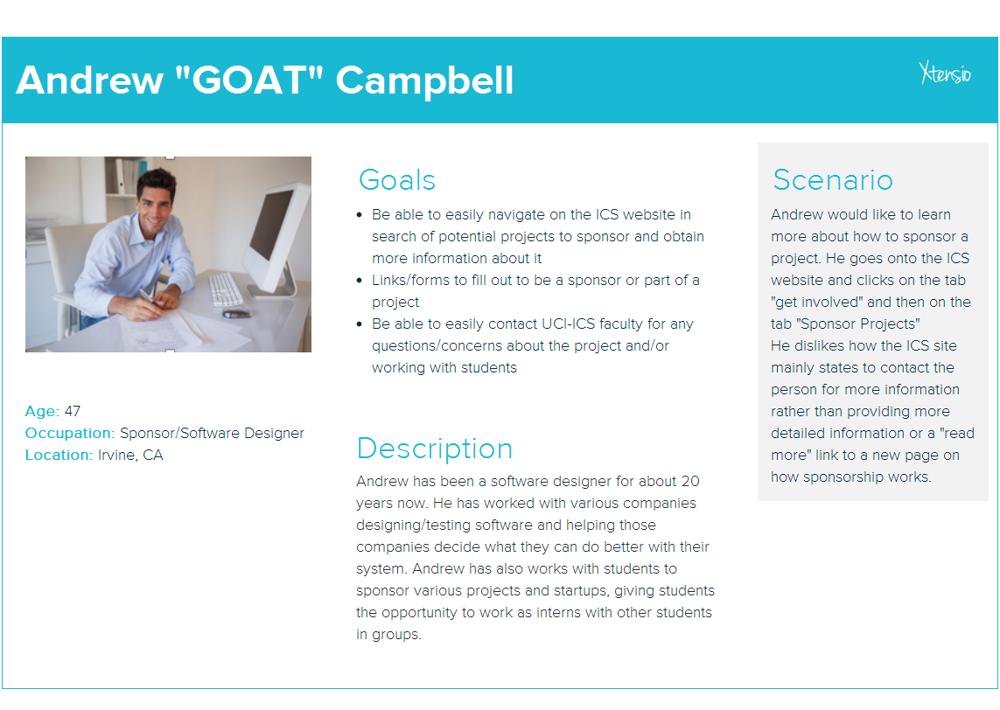 Andrew "GOAT" Campbell
Xtensio
Age: 47
Occupation: Sponsor/Software Designer
Location: Irvine, CA
Goals
• Be able to easily navigate on the ICS website in
search of potential projects to sponsor and obtain
more information about it
• Links/forms to fill out to be a sponsor or part of a
project
• Be able to easily contact UCI-ICS faculty for any
questions/concerns about the project and/or
working with students
Description
Andrew has been a software designer for about 20
years now. He has worked with various companies
designing/testing software and helping those
companies decide what they can do better with their
system. Andrew has also works with students to
sponsor various projects and startups, giving students
the opportunity to work as interns with other students
in groups.
Scenario
Andrew would like to learn
more about how to sponsor a
project. He goes onto the ICS
website and clicks on the tab
"get involved" and then on the
tab "Sponsor Projects"
He dislikes how the ICS site
mainly states to contact the
person for more information
rather than providing more
detailed information or a "read
more" link to a new page on
how sponsorship works.